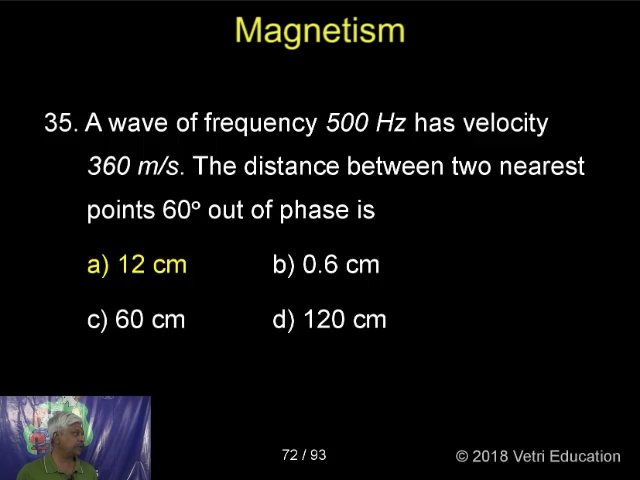 Magnetism
35. A wave of frequency 500 Hz has velocity
360 m/s. The distance between two nearest
points 60° out of phase is
a) 12 cm b) 0.6 cm
c) 60 cm d) 120 cm
72 / 93
© 2018 Vetri Education